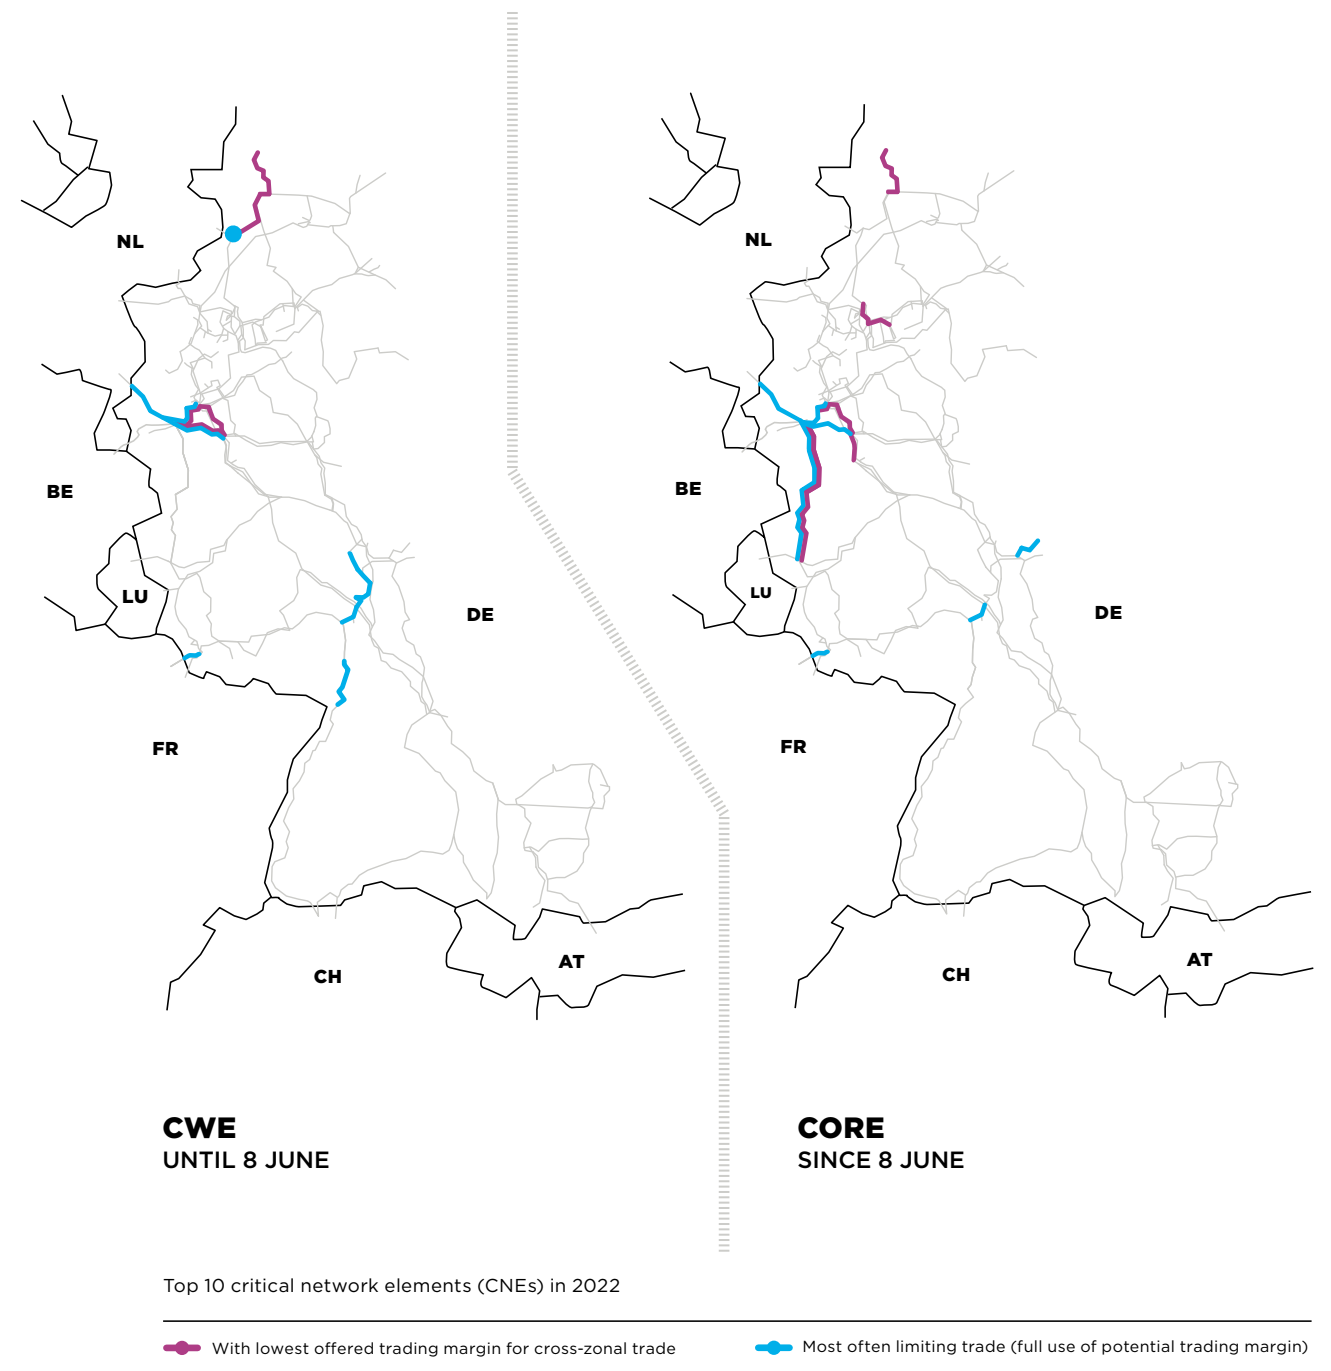 NL
BE
LU
DE
FR
CH
AT
CWE
UNTIL 8 JUNE
NL
BE
LU
DE
FR
CH
AT
CORE
SINCE 8 JUNE
Top 10 critical network elements (CNEs) in 2022
With lowest offered trading margin for cross-zonal trade
Most often limiting trade (full use of potential trading margin)